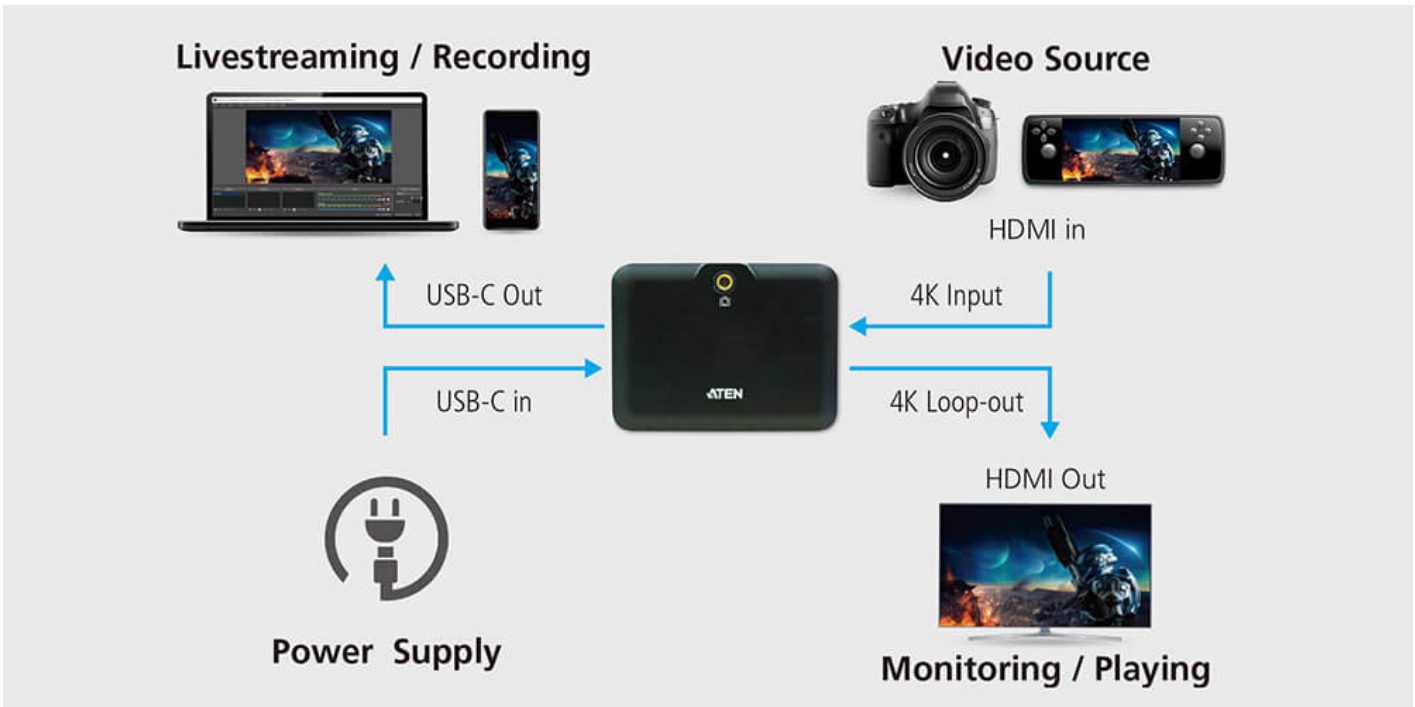 Livestreaming / Recording
Video Source
HDMI in
USB-C Out
4K Input
ATEN
USB-C in
4K Loop-out
HDMI Out
Power Supply
Monitoring / Playing